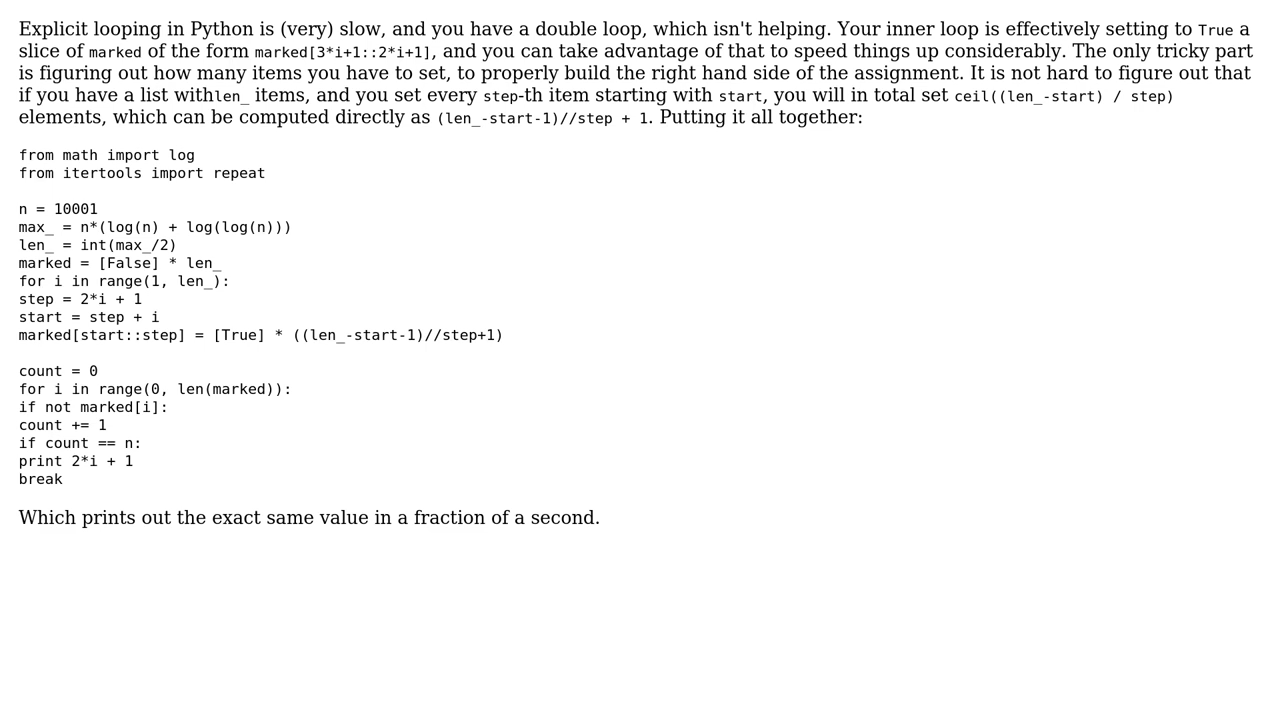 Explicit looping in Python is (very) slow, and you have a double loop, which isn't helping. Your inner loop is effectively setting to True a
slice of marked of the form marked[3*i+1::2*i+1], and you can take advantage of that to speed things up considerably. The only tricky part
is figuring out how many items you have to set, to properly build the right hand side of the assignment. It is not hard to figure out that
if you have a list withlen_ items, and you set every step-th item starting with start, you will in total set ceil((len_-start) / step)
elements, which can be computed directly as (len_-start-1)//step + 1. Putting it all together:
from math import log
from itertools import repeat
n = 10001
max_ = n*(log(n) + log(log(n)))
len_ = int(max_/2)
marked = [False] * len_
for i in range(1, len_):
step = 2*i + 1
start = step + i
marked[start::step] = [True] * ((len_-start-1)//step+1)
count = 0
for i in range(0, len(marked)):
if not marked[i]:
count += 1
if count == n:
print 2*i + 1
break
Which prints out the exact same value in a fraction of a second.